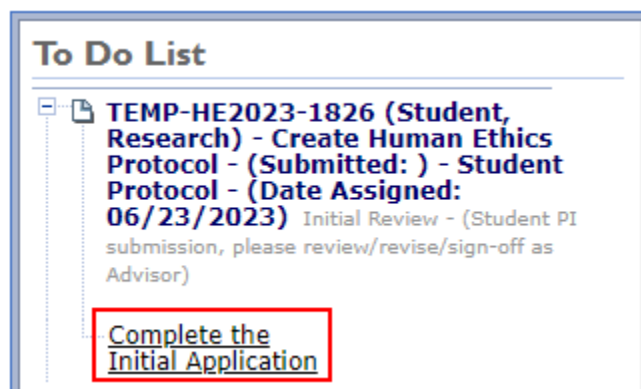 To Do List
TEMP-HE2023-1826 (Student,
Research) - Create Human Ethics
Protocol - (Submitted: ) - Student
Protocol - (Date Assigned:
06/23/2023) Initial Review - (Student PI
submission, please review/revise/sign-off as
Advisor)
Complete the
Initial Application